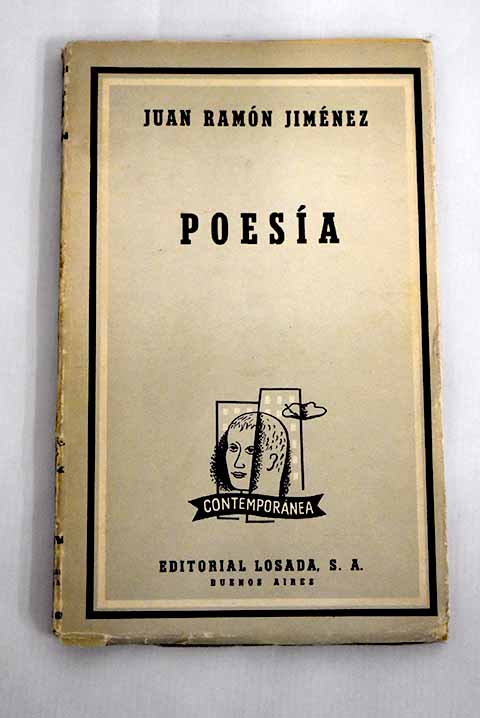 JUAN RAMÓN JIMÉNEZ
POESÍA
CONTEMPORÁNEA
EDITORIAL LOSADA, S. A.
BUENOS AIRES